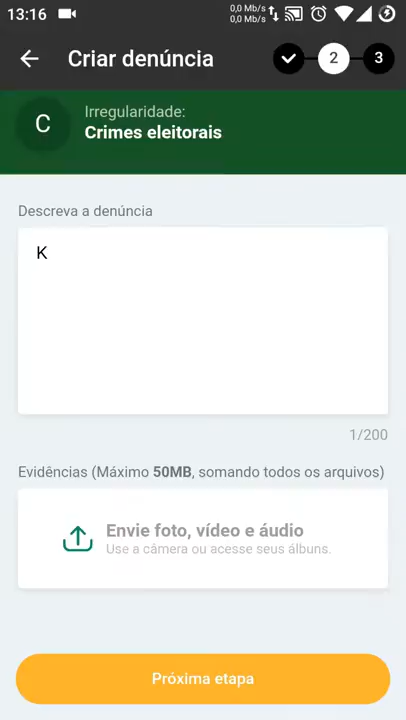 13:16
0,0 Mb/s
0,0 Mb/s
Criar denúncia
2
3
C
Irregularidade:
Crimes eleitorais
Descreva a denúncia
K
1/200
Evidências (Máximo 50MB, somando todos os arquivos)
Envie foto, vídeo e áudio
Use a câmera ou acesse seus álbuns.
Próxima etapa